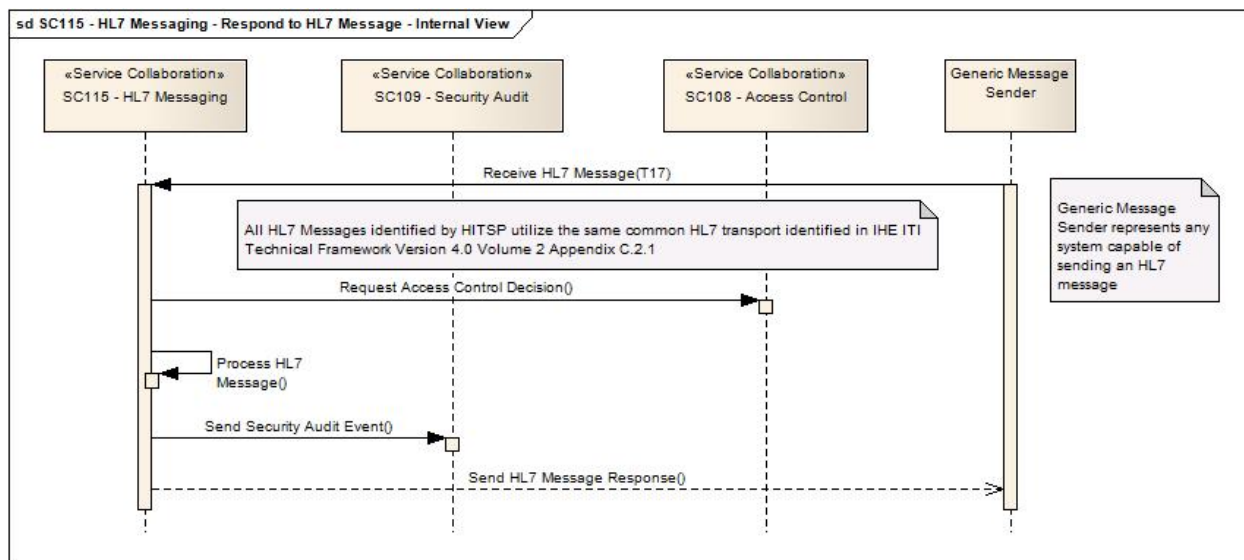 sd SC115 - HL7 Messaging - Respond to HL7 Message - Internal View
«Service Collaboration»
SC115 - HL7 Messaging
«Service Collaboration»
SC109 - Security Audit
«Service Collaboration»
SC108 - Access Control
Generic Message
Sender
Receive HL7 Message(T17)
All HL7 Messages identified by HITSP utilize the same common HL7 transport identified in IHE ITI
Technical Framework Version 4.0 Volume 2 Appendix C.2.1
Generic Message
Sender represents any
system capable of
sending an HL7
message
Request Access Control Decision()
Process HL7
Message()
Send Security Audit Event()
Send HL7 Message Response()